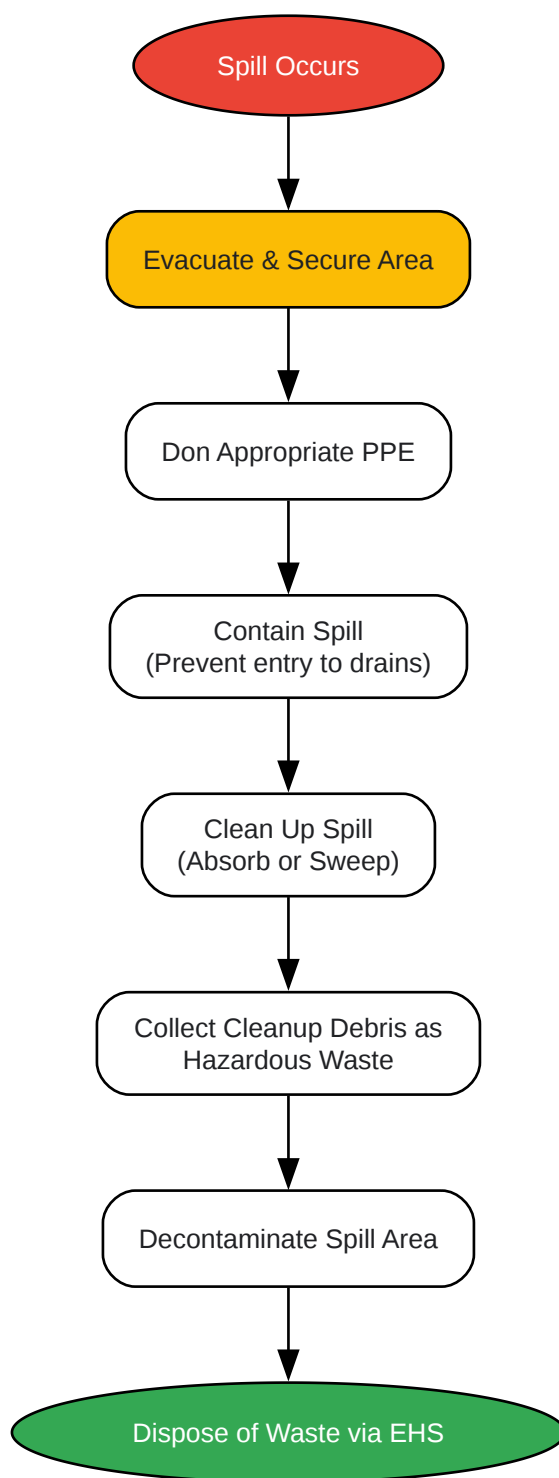 Spill Occurs
Evacuate & Secure Area
Don Appropriate PPE
Contain Spill
(Prevent entry to drains)
Clean Up Spill
(Absorb or Sweep)
Collect Cleanup Debris as
Hazardous Waste
Decontaminate Spill Area
Dispose of Waste via EHS